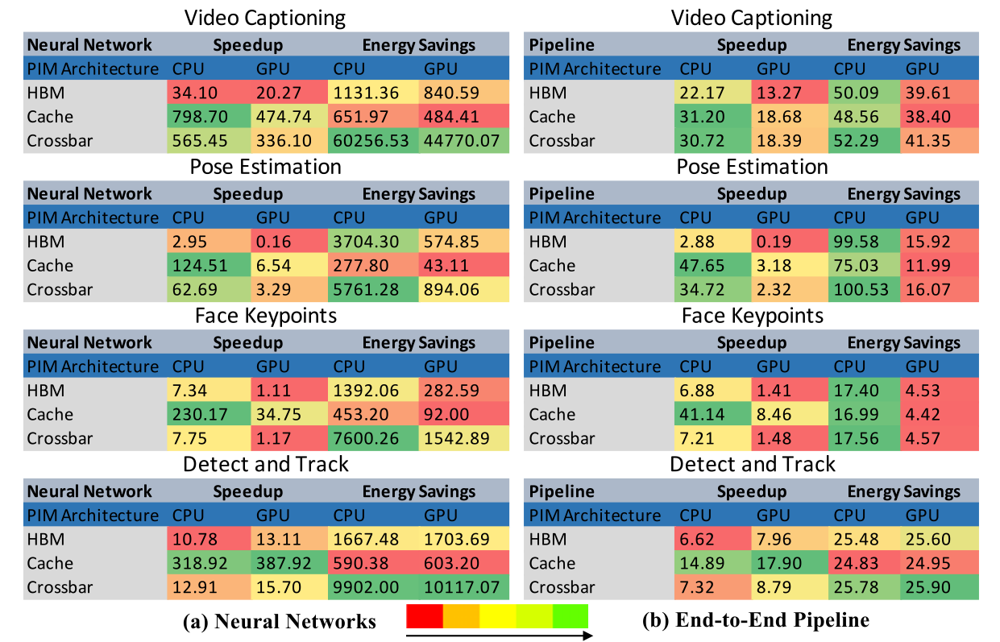 Video Captioning
Neural Network Speedup Energy Savings
PIM Architecture CPU GPU CPU GPU
HBM 34.10 20.27 1131.36 840.59
Cache 798.70 474.74 651.97 484.41
Crossbar 565.45 336.10 60256.53 44770.07
Pose Estimation
Neural Network Speedup Energy Savings
PIM Architecture CPU GPU CPU GPU
HBM 2.95 0.16 3704.30 574.85
Cache 124.51 6.54 277.80 43.11
Crossbar 62.69 3.29 5761.28 894.06
Face Keypoints
Neural Network Speedup Energy Savings
PIM Architecture CPU GPU CPU GPU
HBM 7.34 1.11 1392.06 282.59
Cache 230.17 34.75 453.20 92.00
Crossbar 7.75 1.17 7600.26 1542.89
Detect and Track
Neural Network Speedup Energy Savings
PIM Architecture CPU GPU CPU GPU
HBM 10.78 13.11 1667.48 1703.69
Cache 318.92 387.92 590.38 603.20
Crossbar 12.91 15.70 9902.00 10117.07
(a) Neural Networks
Video Captioning
Pipeline Speedup Energy Savings
PIM Architecture CPU GPU CPU GPU
HBM 22.17 13.27 50.09 39.61
Cache 31.20 18.68 48.56 38.40
Crossbar 30.72 18.39 52.29 41.35
Pose Estimation
Pipeline Speedup Energy Savings
PIM Architecture CPU GPU CPU GPU
HBM 2.88 0.19 99.58 15.92
Cache 47.65 3.18 75.03 11.99
Crossbar 34.72 2.32 100.53 16.07
Face Keypoints
Pipeline Speedup Energy Savings
PIM Architecture CPU GPU CPU GPU
HBM 6.88 1.41 17.40 4.53
Cache 41.14 8.46 16.99 4.42
Crossbar 7.21 1.48 17.56 4.57
Detect and Track
Pipeline Speedup Energy Savings
PIM Architecture CPU GPU CPU GPU
HBM 6.62 7.96 25.48 25.60
Cache 14.89 17.90 24.83 24.95
Crossbar 7.32 8.79 25.78 25.90
(b) End-to-End Pipeline